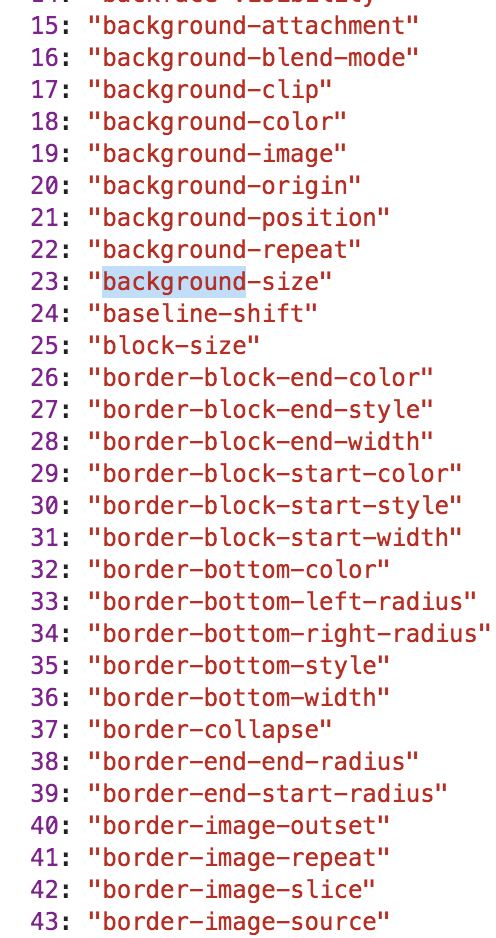 14: "backface-visibility"
15: "background-attachment"
16: "background-blend-mode"
17: "background-clip"
18: "background-color"
19: "background-image"
20: "background-origin"
21: "background-position"
22: "background-repeat"
23: "background-size"
24: "baseline-shift"
25: "block-size"
26: "border-block-end-color"
27: "border-block-end-style"
28: "border-block-end-width"
29: "border-block-start-color"
30: "border-block-start-style"
31: "border-block-start-width"
32: "border-bottom-color"
33: "border-bottom-left-radius"
34: "border-bottom-right-radius"
35: "border-bottom-style"
36: "border-bottom-width"
37: "border-collapse"
38: "border-end-end-radius"
39: "border-end-start-radius"
40: "border-image-outset"
41: "border-image-repeat"
42: "border-image-slice"
43: "border-image-source"